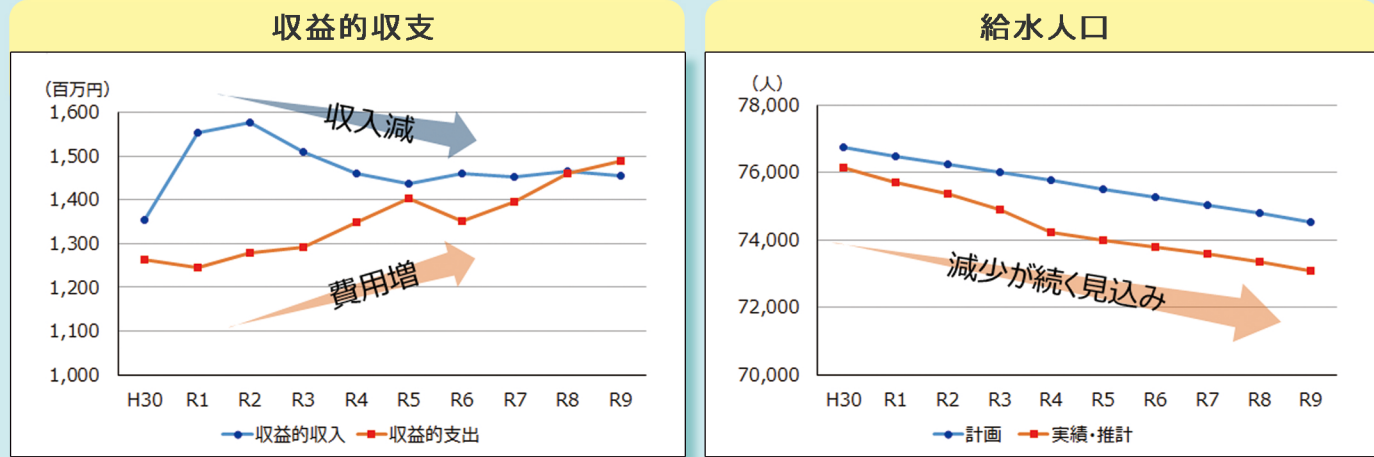 収益的収支
（百万円）
1,600
1,500
1,400
1,300
1,200
1,100
1,000
収入減
費用増
H30 R1 R2 R3 R4 R5 R6 R7 R8 R9
収益的収入 収益的支出
給水人口
（人）
78,000
76,000
74,000
72,000
70,000
減少が続く見込み
H30 R1 R2 R3 R4 R5 R6 R7 R8 R9
計画 実績・推計